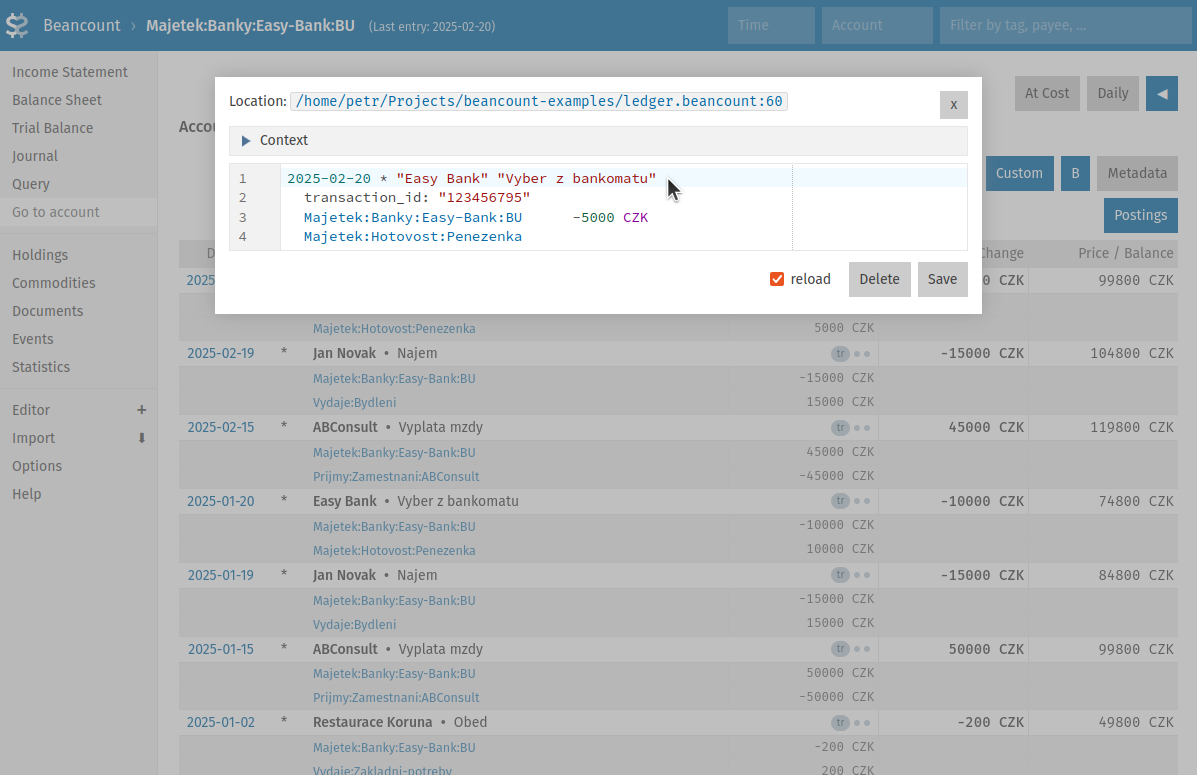 Beancount › Majetek:Banky:Easy-Bank:BU (Last entry: 2025-02-20) Time Account Filter by tag, payee, ...
Income Statement
Balance Sheet
Trial Balance
Journal
Query
Go to account
Holdings
Commodities
Documents
Events
Statistics
Editor +
Import
Options
Help
At Cost Daily
Accou
Custom B Metadata
Postings
Location: /home/petr/Projects/beancount-examples/ledger.beancount:60 x
Context
1 2025-02-20 * "Easy Bank" "Vyber z bankomatu"
2 transaction_id: "123456795"
3 Majetek:Banky:Easy-Bank:BU -5000 CZK
4 Majetek:Hotovost:Penezenka
reload Delete Save
D Change Price / Balance
2025 0 CZK 99800 CZK
Majetek:Hotovost:Penezenka 5000 CZK
2025-02-19 * Jan Novak • Najem tr -15000 CZK 104800 CZK
Majetek:Banky:Easy-Bank:BU -15000 CZK
Vydaje:Bydleni 15000 CZK
2025-02-15 * ABConsult • Vyplata mzdy tr 45000 CZK 119800 CZK
Majetek:Banky:Easy-Bank:BU 45000 CZK
Prijmy:Zamestnani:ABConsult -45000 CZK
2025-01-20 * Easy Bank • Vyber z bankomatu tr -10000 CZK 74800 CZK
Majetek:Banky:Easy-Bank:BU -10000 CZK
Majetek:Hotovost:Penezenka 10000 CZK
2025-01-19 * Jan Novak • Najem tr -15000 CZK 84800 CZK
Majetek:Banky:Easy-Bank:BU -15000 CZK
Vydaje:Bydleni 15000 CZK
2025-01-15 * ABConsult • Vyplata mzdy tr 50000 CZK 99800 CZK
Majetek:Banky:Easy-Bank:BU 50000 CZK
Prijmy:Zamestnani:ABConsult -50000 CZK
2025-01-02 * Restaurace Koruna • Obed tr -200 CZK 49800 CZK
Majetek:Banky:Easy-Bank:BU -200 CZK
Vydaje:Zakladni-potreby 200 CZK